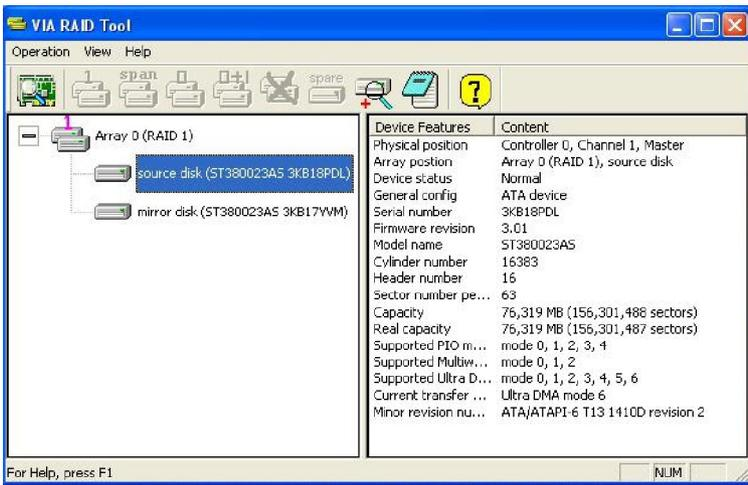 VIA RAID Tool
Operation View Help
1 span 0 0+1 spare ?
1
Array 0 (RAID 1)
source disk (ST380023AS 3KB18PDL)
mirror disk (ST380023AS 3KB17YVM)
Device Features Content
Physical position Controller 0, Channel 1, Master
Array postion Array 0 (RAID 1), source disk
Device status Normal
General config ATA device
Serial number 3KB18PDL
Firmware revision 3.01
Model name ST380023AS
Cylinder number 16383
Header number 16
Sector number pe... 63
Capacity 76,319 MB (156,301,488 sectors)
Real capacity 76,319 MB (156,301,487 sectors)
Supported PIO m... mode 0, 1, 2, 3, 4
Supported Multiw... mode 0, 1, 2
Supported Ultra D... mode 0, 1, 2, 3, 4, 5, 6
Current transfer ... Ultra DMA mode 6
Minor revision nu... ATA/ATAPI-6 T13 1410D revision 2
For Help, press F1 NUM